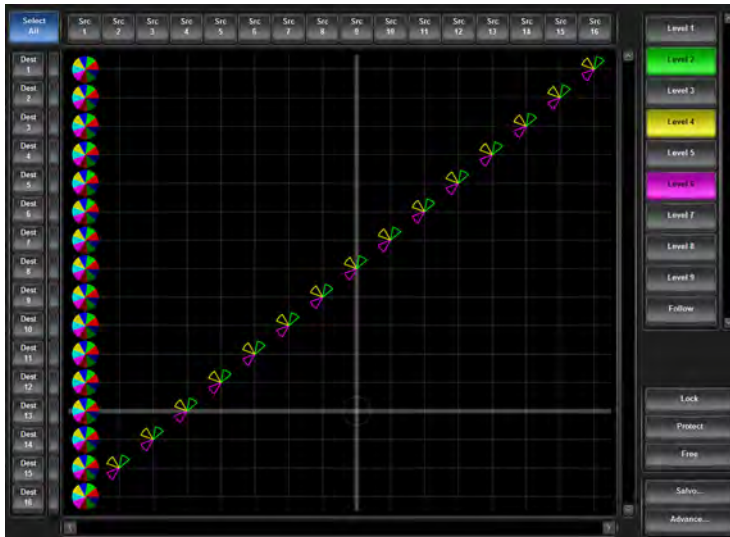 Select
All
Src
1
Src
2
Src
3
Src
4
Src
5
Src
6
Src
7
Src
8
Src
9
Src
10
Src
11
Src
12
Src
13
Src
14
Src
15
Src
16
Dest
1
Dest
2
Dest
3
Dest
4
Dest
5
Dest
6
Dest
7
Dest
8
Dest
9
Dest
10
Dest
11
Dest
12
Dest
13
Dest
14
Dest
15
Dest
16
Level 1
Level 2
Level 3
Level 4
Level 5
Level 6
Level 7
Level 8
Level 9
Follow
Lock
Protect
Free
Salvo...
Advance...